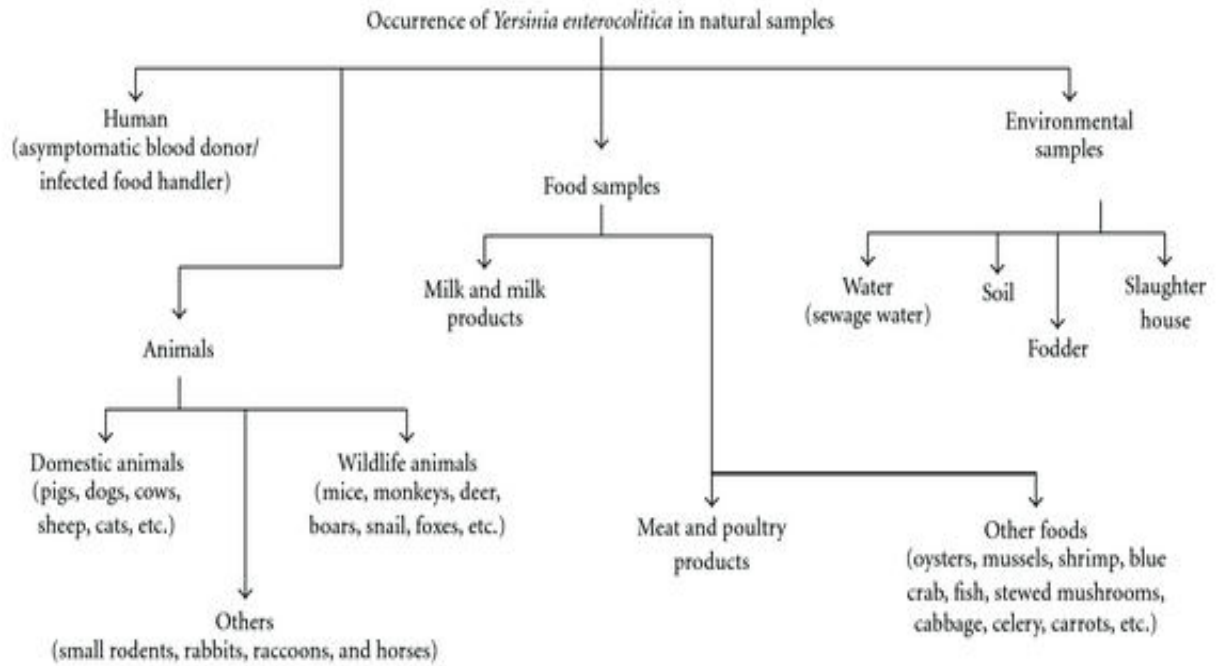 Occurrence of Yersinia enterocolitica in natural samples
Human
(asymptomatic blood donor/
infected food handler)
Environmental
samples
Food samples
Milk and milk
products
Water
(sewage water)
Soil
Slaughter
house
Fodder
Animals
Domestic animals
(pigs, dogs, cows,
sheep, cats, etc.)
Wildlife animals
(mice, monkeys, deer,
boars, snail, foxes, etc.)
Meat and poultry
products
Other foods
(oysters, mussels, shrimp, blue
crab, fish, stewed mushrooms,
cabbage, celery, carrots, etc.)
Others
(small rodents, rabbits, raccoons, and horses)